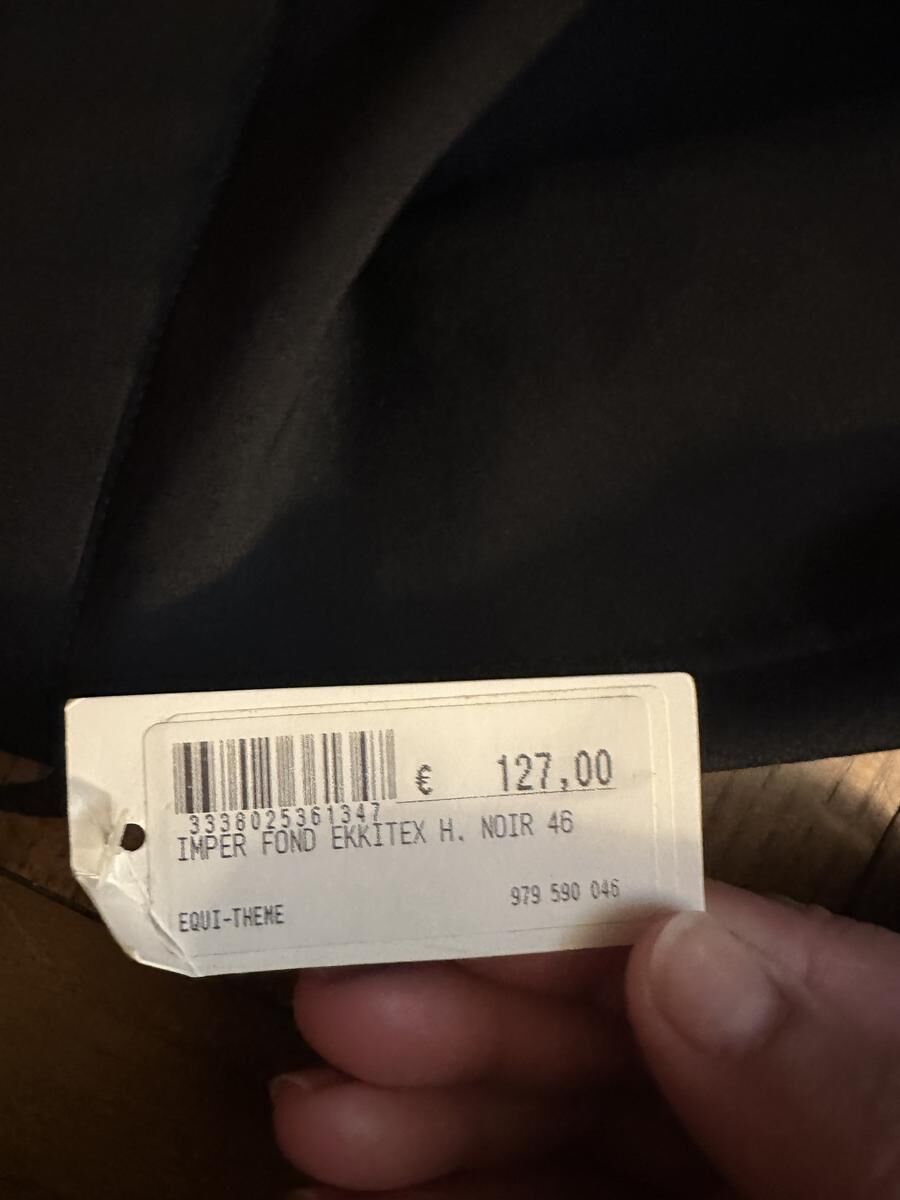 € 127,00
3338025361347
IMPER FOND EKKITEX H. NOIR 46
979 590 046
EQUI-THEME